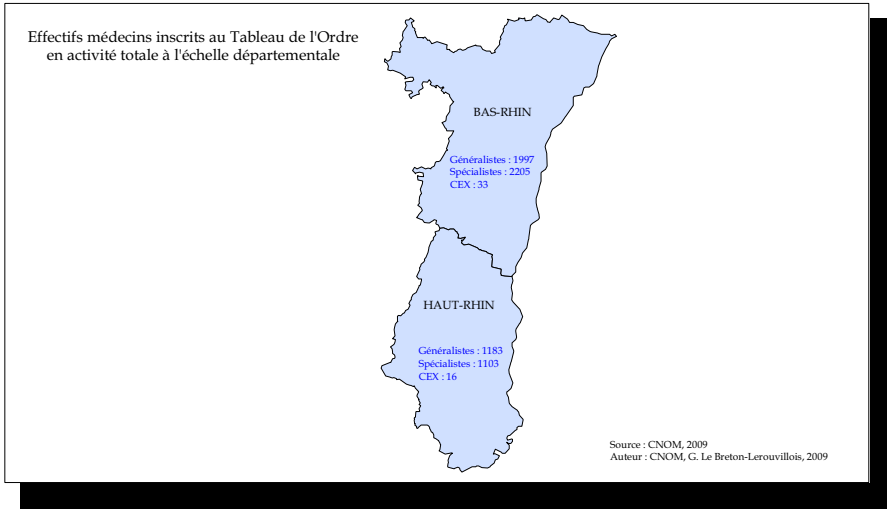 Effectifs médecins inscrits au Tableau de l'Ordre
en activité totale à l'échelle départementale
BAS-RHIN
Généralistes : 1997
Spécialistes : 2205
CEX : 33
HAUT-RHIN
Généralistes : 1183
Spécialistes : 1103
CEX : 16
Source : CNOM, 2009
Auteur : CNOM, G. Le Breton-Lerouvillois, 2009